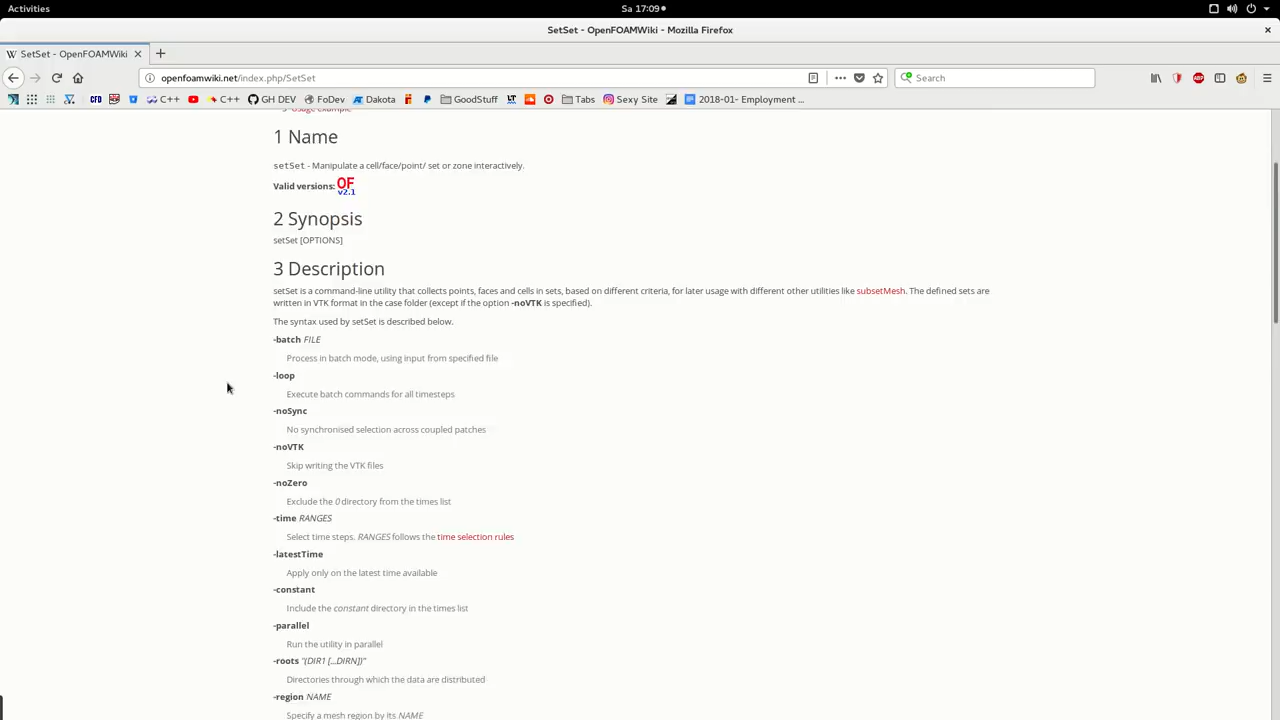 Activities
Sa 17:09
SetSet - OpenFOAMWiki - Mozilla Firefox
SetSet - OpenFOAMWiki
openfoamwiki.net/index.php/SetSet
Search
CFD C++ C++ GH DEV FoDev Dakota GoodStuff Tabs Sexy Site 2018-01- Employment ...
3 Usage example
1 Name
setSet - Manipulate a cell/face/point/ set or zone interactively.
Valid versions: OF v2.1
2 Synopsis
setSet [OPTIONS]
3 Description
setSet is a command-line utility that collects points, faces and cells in sets, based on different criteria, for later usage with different other utilities like subsetMesh. The defined sets are
written in VTK format in the case folder (except if the option -noVTK is specified).
The syntax used by setSet is described below.
-batch FILE
Process in batch mode, using input from specified file
-loop
Execute batch commands for all timesteps
-noSync
No synchronised selection across coupled patches
-noVTK
Skip writing the VTK files
-noZero
Exclude the 0 directory from the times list
-time RANGES
Select time steps. RANGES follows the time selection rules
-latestTime
Apply only on the latest time available
-constant
Include the constant directory in the times list
-parallel
Run the utility in parallel
-roots "(DIR1 [...DIRN])"
Directories through which the data are distributed
-region NAME
Specify a mesh region by its NAME